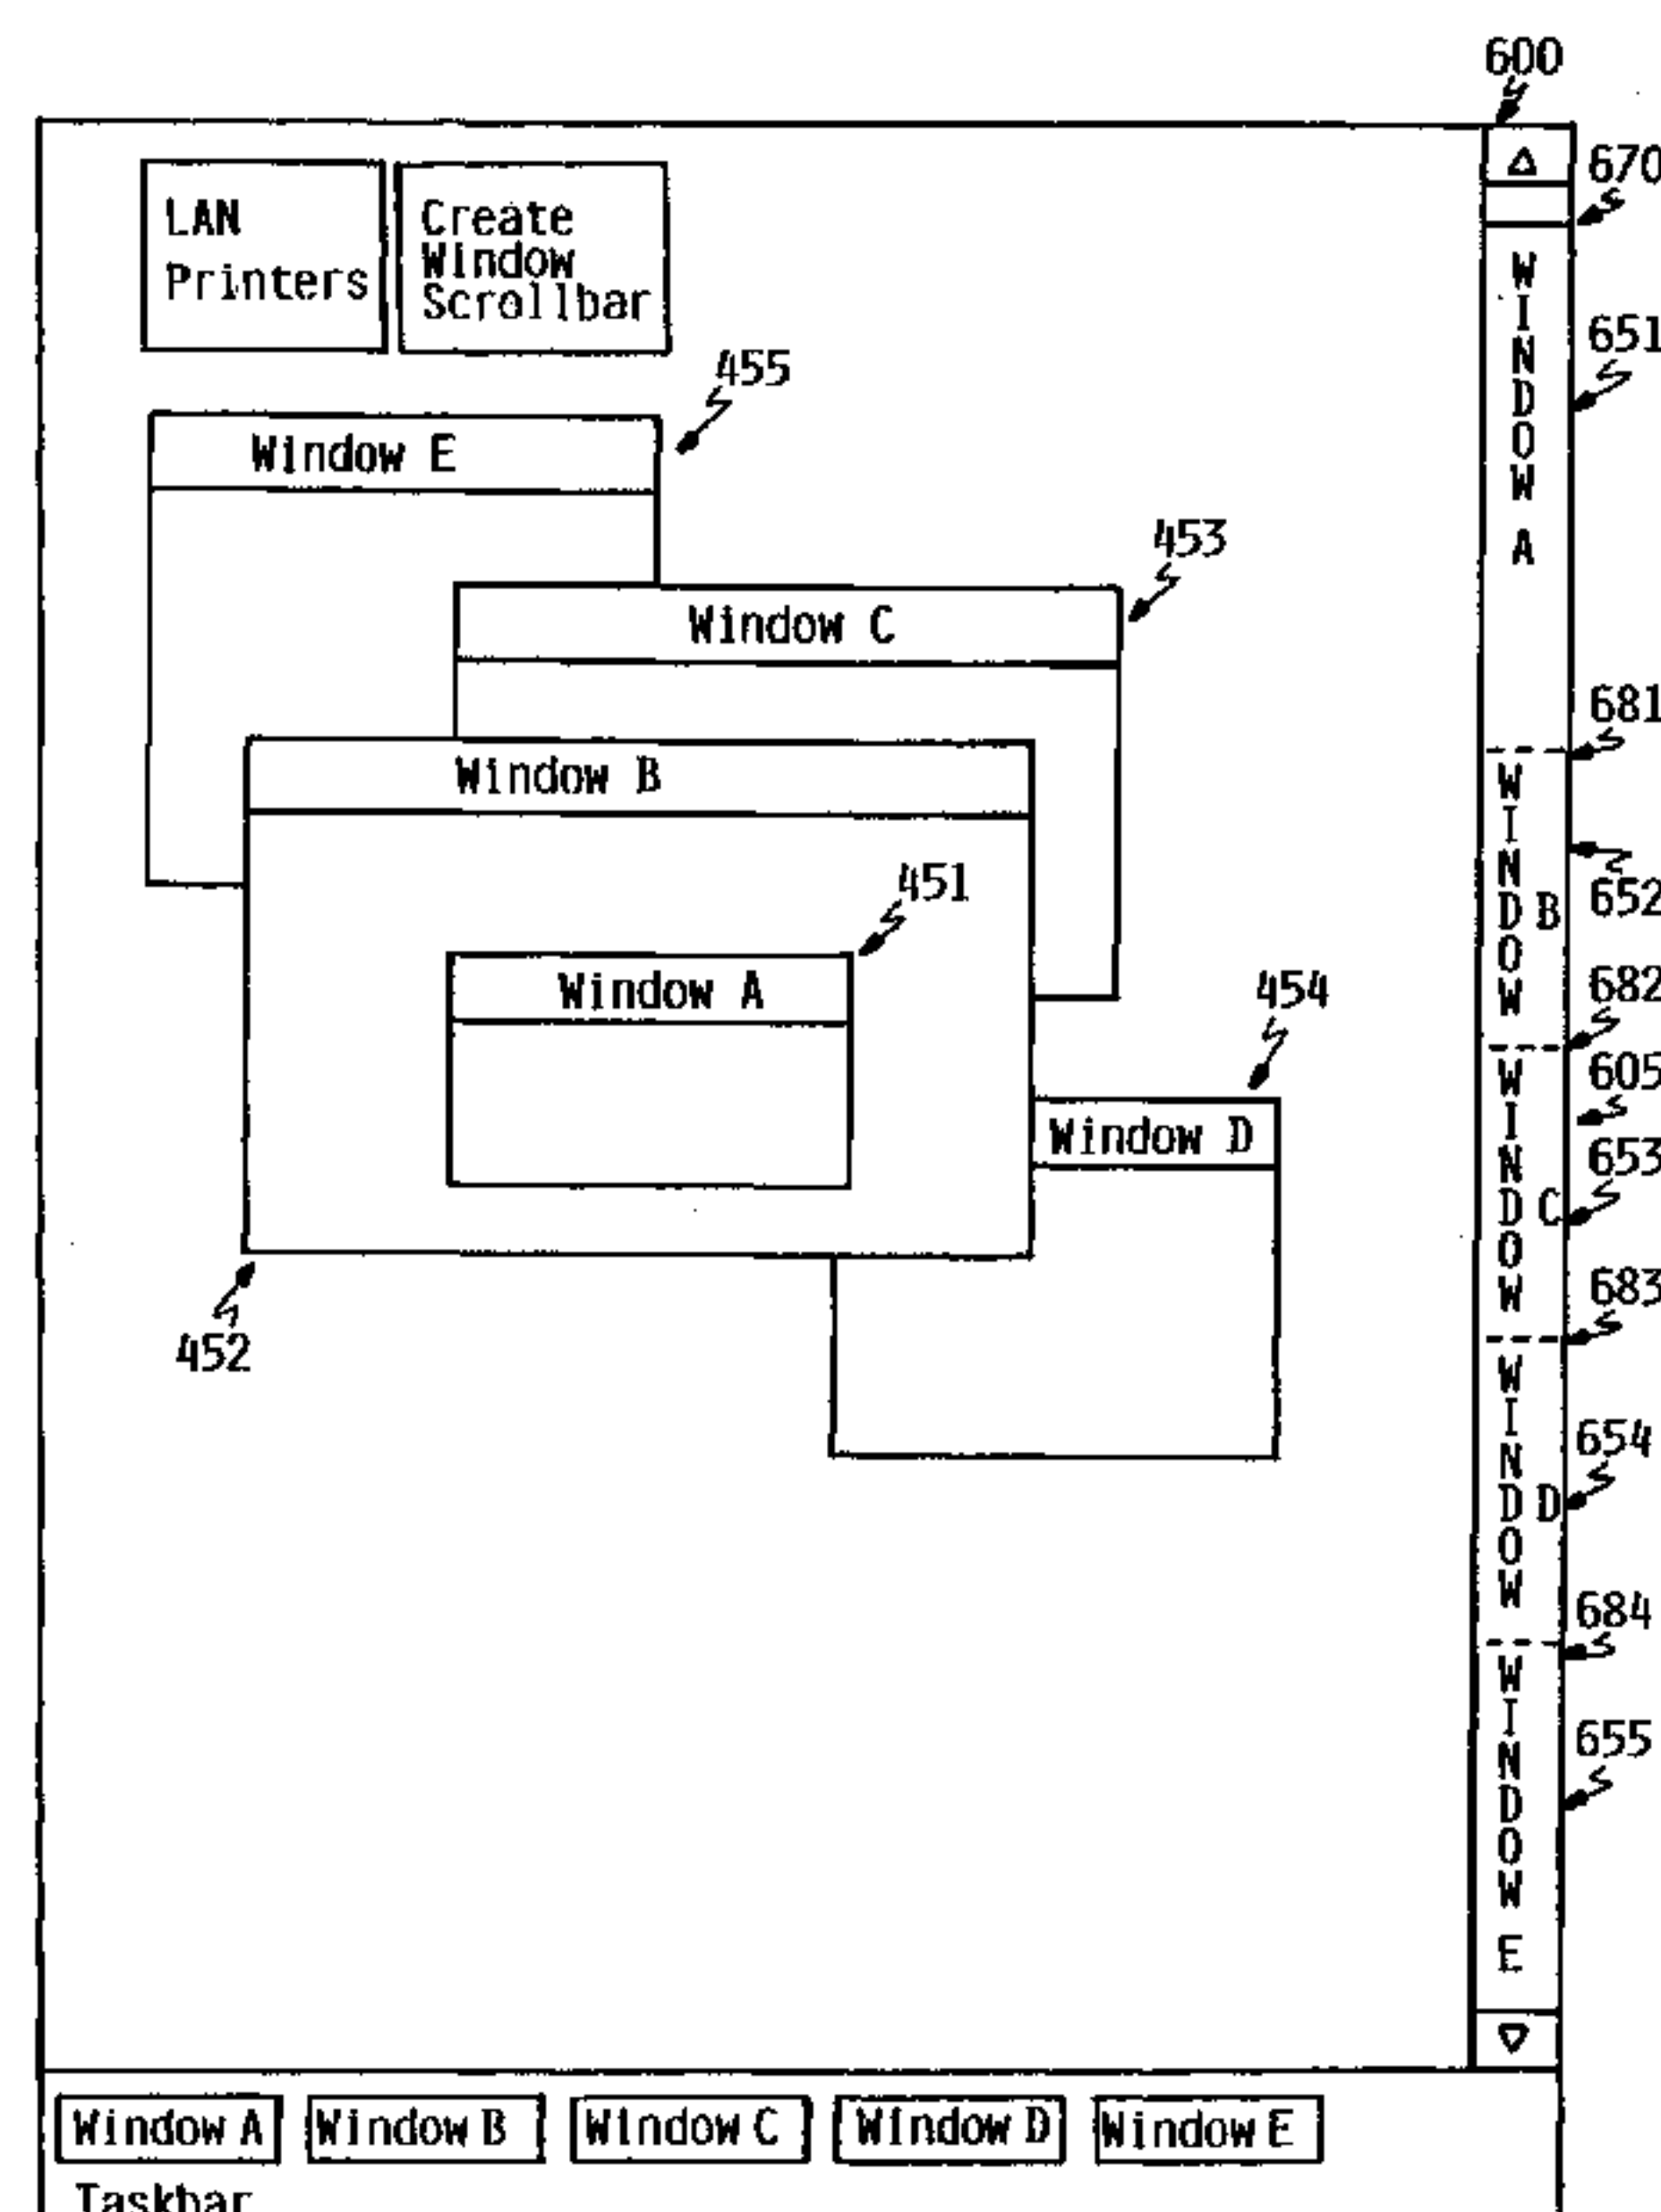 600
670
LAN
Printers
Create
Window
Scrollbar
WINDOW A
651
455
Window E
453
Window C
681
Window B
WINDOW B
652
451
Window A
454
682
605
Window D
WINDOW C
653
452
683
WINDOW D
654
684
WINDOW E
655
Window A
Window B
Window C
Window D
Window E
Taskbar